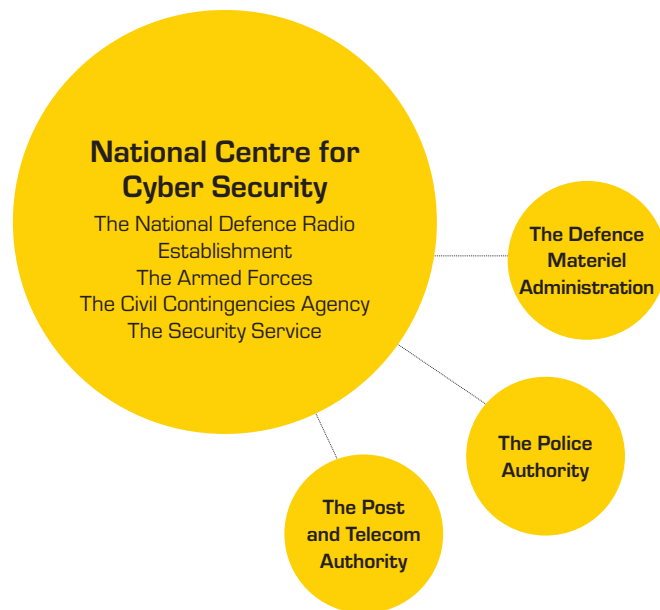 National Centre for
Cyber Security
The National Defence Radio
Establishment
The Armed Forces
The Civil Contingencies Agency
The Security Service
The Defence
Materiel
Administration
The Police
Authority
The Post
and Telecom
Authority